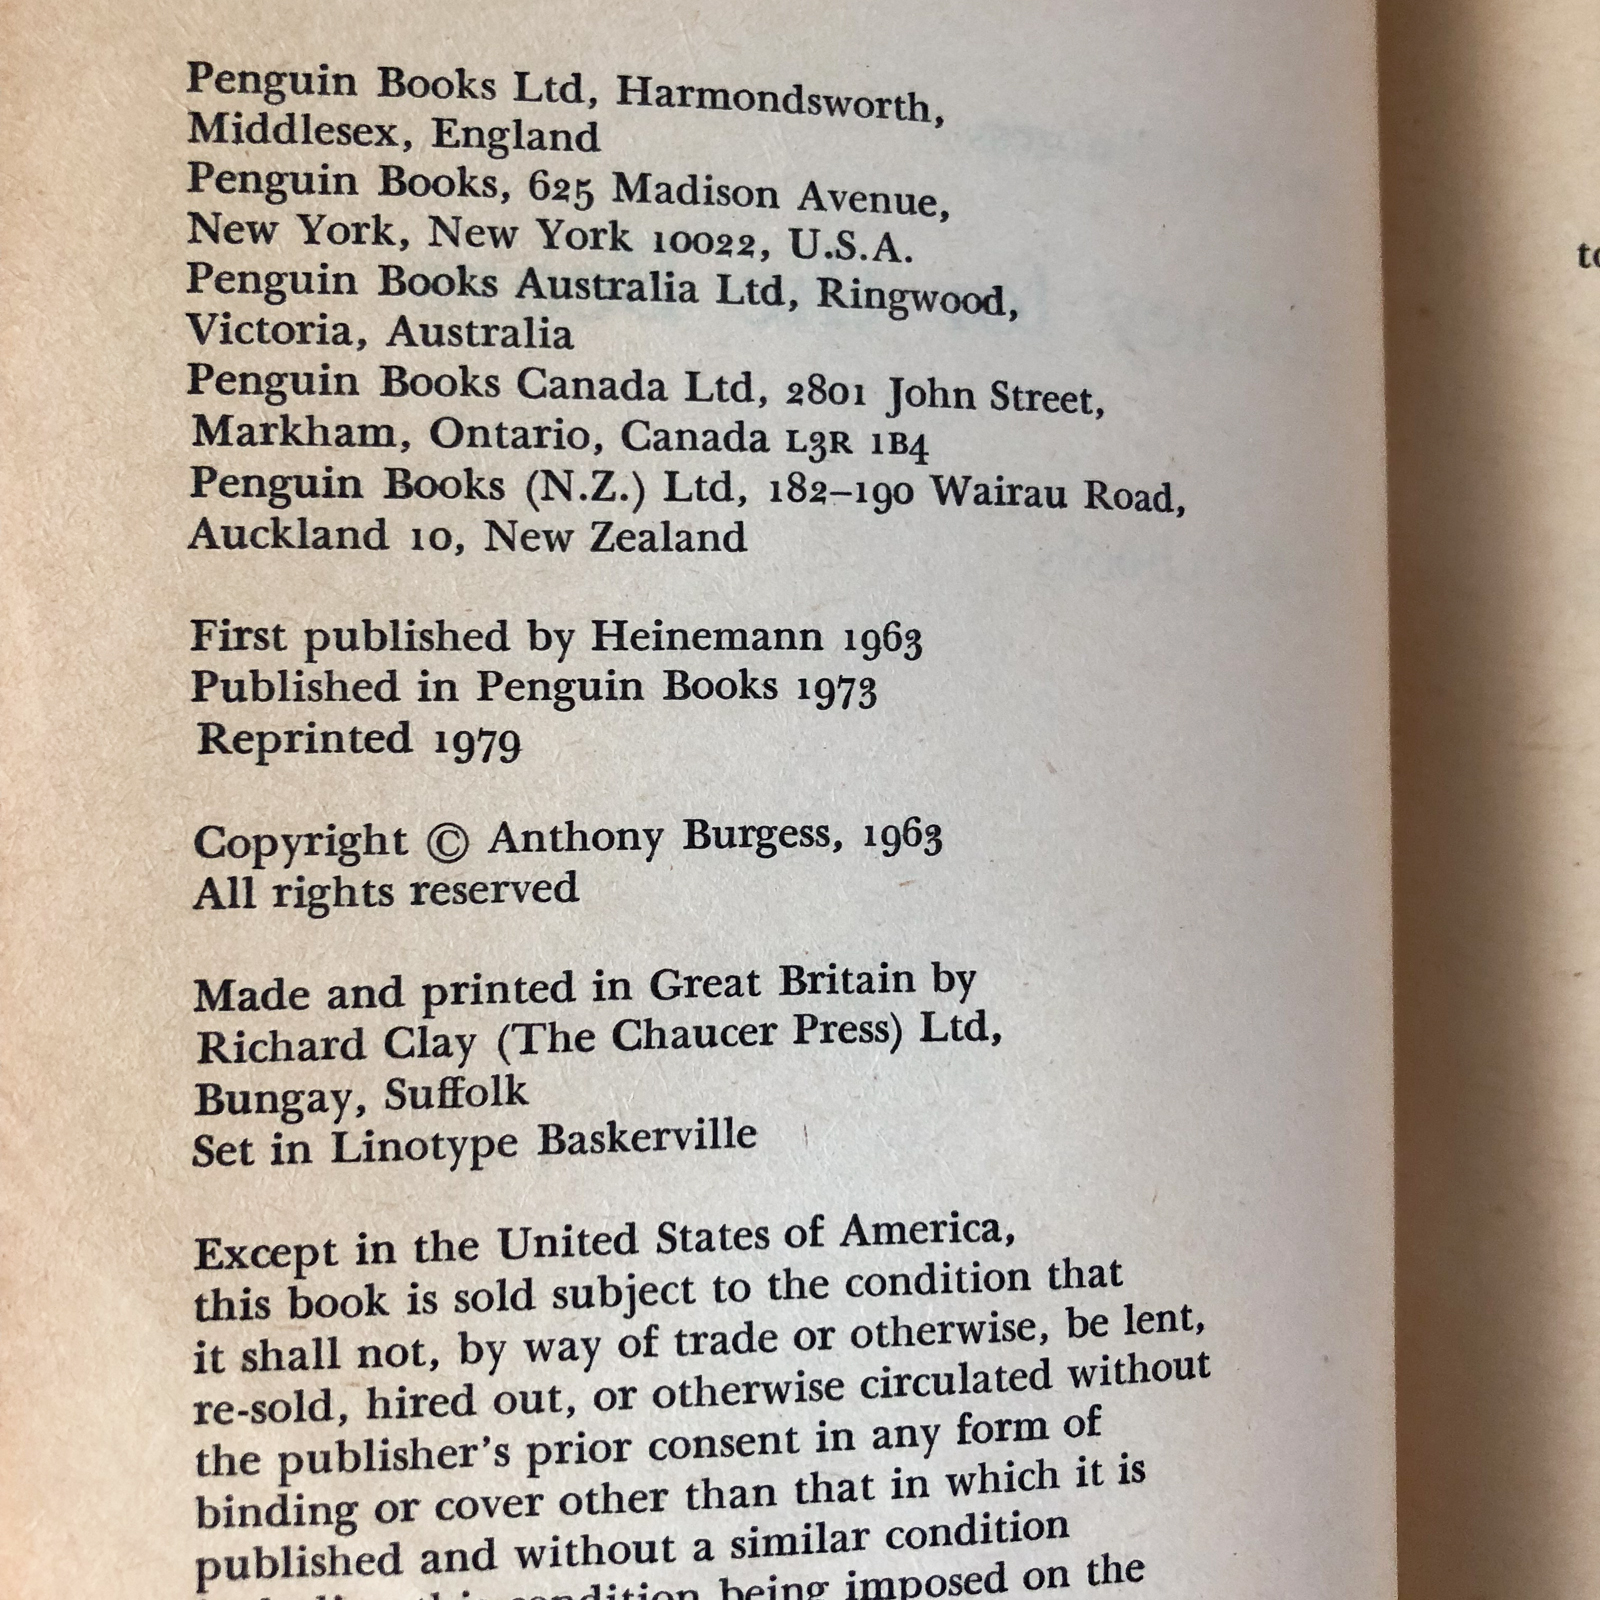 Penguin Books Ltd, Harmondsworth,
Middlesex, England
Penguin Books, 625 Madison Avenue,
New York, New York 10022, U.S.A.
Penguin Books Australia Ltd, Ringwood,
Victoria, Australia
Penguin Books Canada Ltd, 2801 John Street,
Markham, Ontario, Canada L3R 1B4
Penguin Books (N.Z.) Ltd, 182–190 Wairau Road,
Auckland 10, New Zealand
First published by Heinemann 1963
Published in Penguin Books 1973
Reprinted 1979
Copyright © Anthony Burgess, 1963
All rights reserved
Made and printed in Great Britain by
Richard Clay (The Chaucer Press) Ltd,
Bungay, Suffolk
Set in Linotype Baskerville
Except in the United States of America,
this book is sold subject to the condition that
it shall not, by way of trade or otherwise, be lent,
re-sold, hired out, or otherwise circulated without
the publisher's prior consent in any form of
binding or cover other than that in which it is
published and without a similar condition
this condition being imposed on the